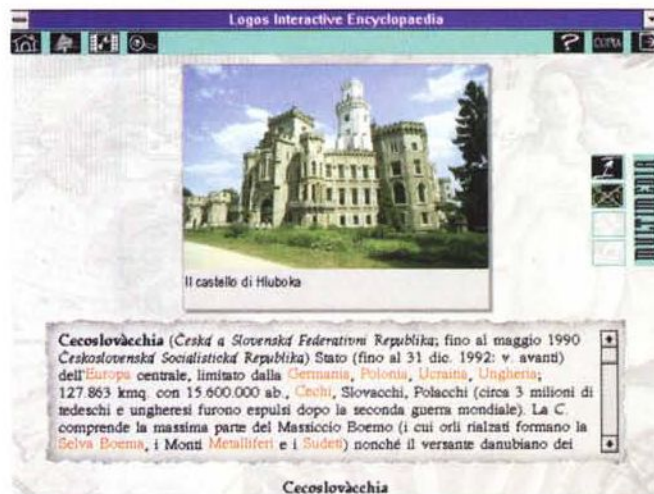 Logos Interactive Encyclopaedia
? COPIA
MULTIMEDIA
Il castello di Hluboka
Cecoslovàcchia (Česká a Slovenská Federativní Republika; fino al maggio 1990
Československá Socialistická Republika) Stato (fino al 31 dic. 1992: v. avanti)
dell'Europa centrale, limitato dalla Germania, Polonia, Ucraina, Ungheria;
127.863 kmq. con 15.600.000 ab., Cechi, Slovacchi, Polacchi (circa 3 milioni di
tedeschi e ungheresi furono espulsi dopo la seconda guerra mondiale). La C.
comprende la massima parte del Massiccio Boemo (i cui orli rialzati formano la
Selva Boema, i Monti Metalliferi e i Sudeti) nonché il versante danubiano dei
Cecoslovàcchia